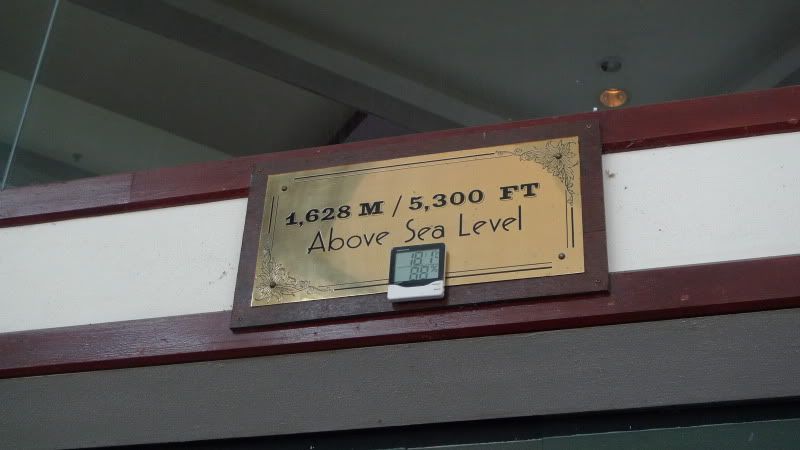 1,628 M / 5,300 FT
Above Sea Level